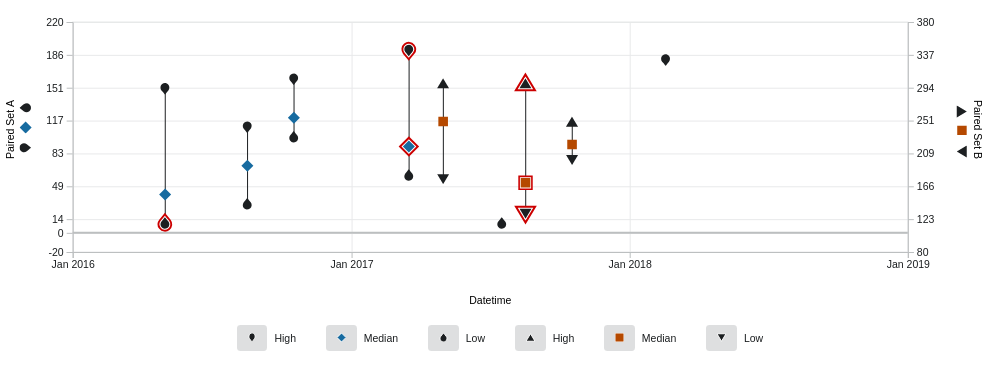 220
186
151
117
83
49
14
0
-20
Paired Set A
380
337
294
251
209
166
123
80
Paired Set B
Jan 2016
Jan 2017
Jan 2018
Jan 2019
Datetime
High
Median
Low
High
Median
Low